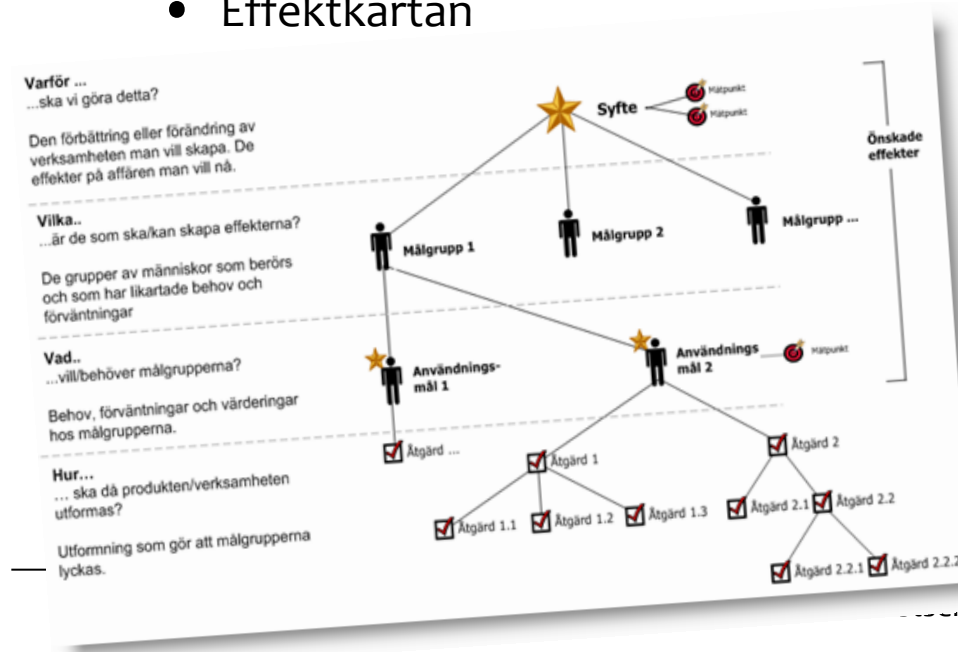 • Effektkartan
Varför ...
...ska vi göra detta?
Den förbättring eller förändring av
verksamheten man vill skapa. De
effekter på affären man vill nå.
Syfte
Mätpunkt
Mätpunkt
Önskade
effekter
Vilka..
...är de som ska/kan skapa effekterna?
De grupper av människor som berörs
och som har likartade behov och
förväntningar
Målgrupp 1
Målgrupp 2
Målgrupp ...
Vad..
...vill/behöver målgrupperna?
Behov, förväntningar och värderingar
hos målgrupperna.
Användnings-
mål 1
Användnings
mål 2
Mätpunkt
Hur...
... ska då produkten/verksamheten
utformas?
Utformning som gör att målgrupperna
lyckas.
Åtgärd ...
Åtgärd 1
Åtgärd 2
Åtgärd 1.1
Åtgärd 1.2
Åtgärd 1.3
Åtgärd 2.1
Åtgärd 2.2
Åtgärd 2.2.1
Åtgärd 2.2.2